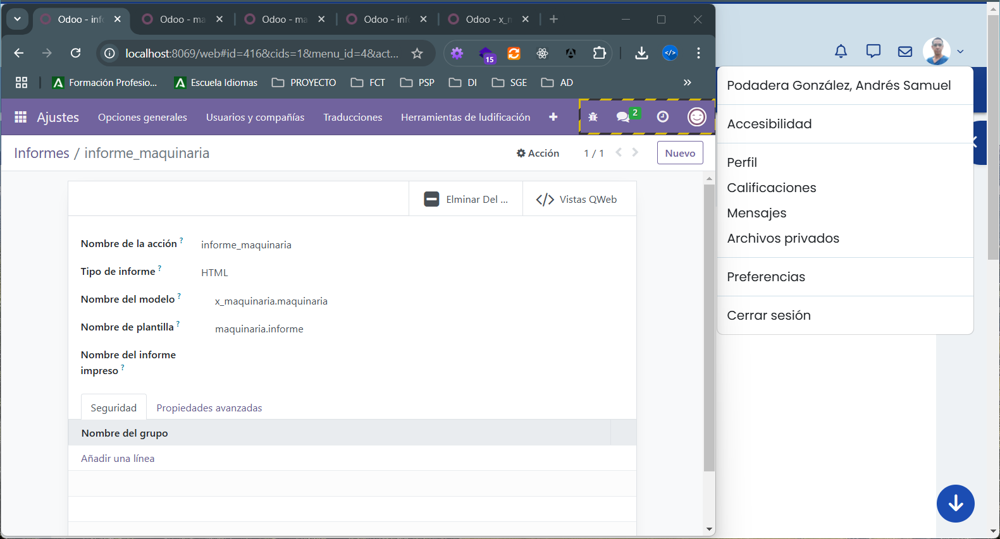 Odoo - info
Odoo - ma
Odoo - ma
Odoo - info
Odoo - x_m
localhost:8069/web#id=416&cids=1&menu_id=4&act...
15
Formación Profesio...
Escuela Idiomas
PROYECTO
FCT
PSP
DI
SGE
AD
Ajustes
Opciones generales
Usuarios y compañías
Traducciones
Herramientas de ludificación
2
Informes / informe_maquinaria
Acción
1 / 1
Nuevo
Elminar Del ...
Vistas QWeb
Nombre de la acción ?
informe_maquinaria
Tipo de informe ?
HTML
Nombre del modelo ?
x_maquinaria.maquinaria
Nombre de plantilla ?
maquinaria.informe
Nombre del informe
impreso ?
Seguridad
Propiedades avanzadas
Nombre del grupo
Añadir una línea
Podadera González, Andrés Samuel
Accesibilidad
Perfil
Calificaciones
Mensajes
Archivos privados
Preferencias
Cerrar sesión